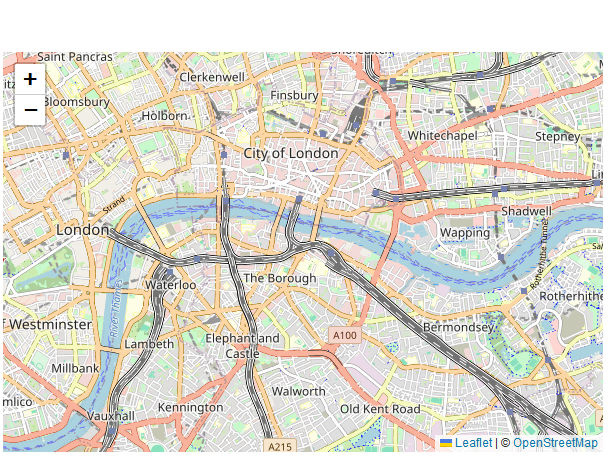 Saint Pancras
Clerkenwell
+
Finsbury
Bloomsbury
−
Holborn
Whitechapel
Stepney
City of London
Strand
Shadwell
London
Wapping
Rotherhithe Tunnel
The Borough
Waterloo
River Thames
Westminster
Bermondsey
A100
Lambeth
Elephant and
Castle
Millbank
Walworth
Kennington
Old Kent Road
Vauxhall
A215
Leaflet | © OpenStreetMap